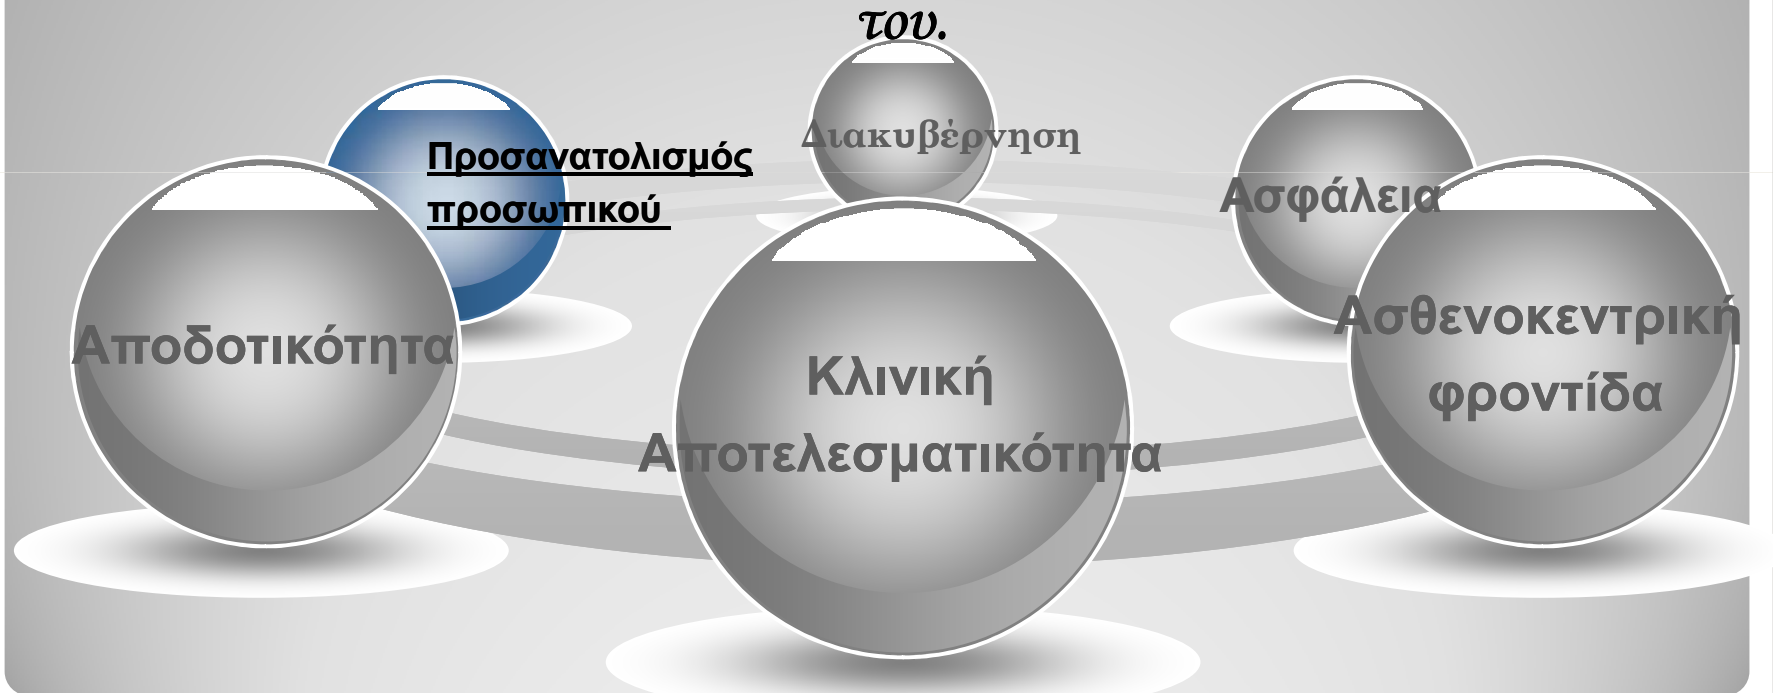 του.
Διακυβέρνηση
Προσανατολισμός
προσωπικού
Ασφάλεια
Αποδοτικότητα
Κλινική
Αποτελεσματικότητα
Ασθενοκεντρική
φροντίδα